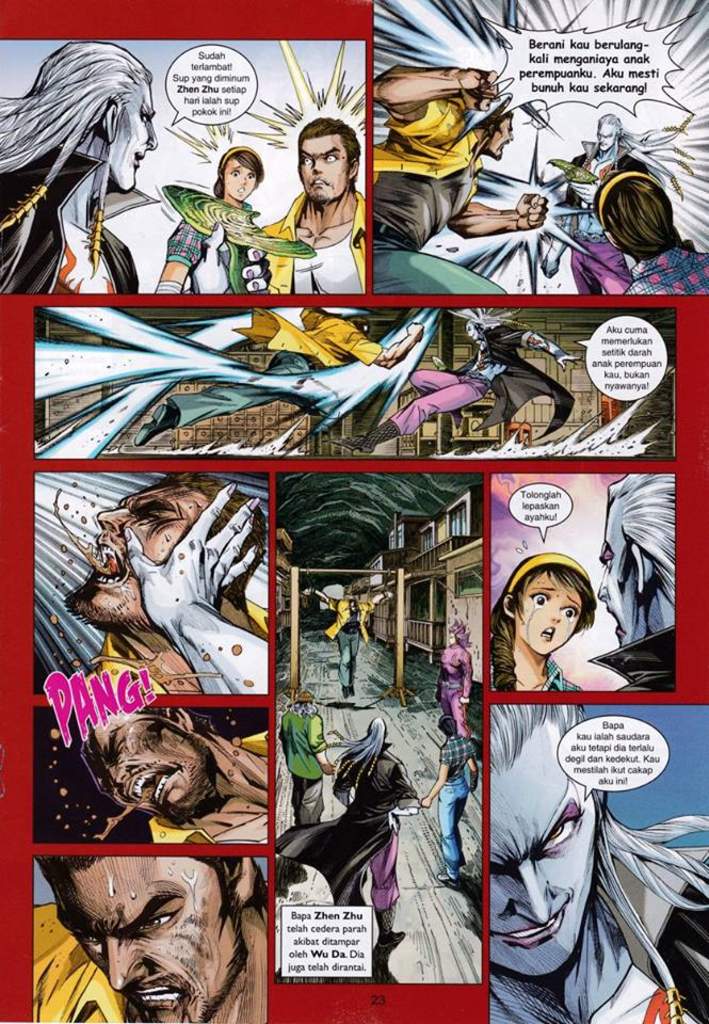 Sudah
terlambat!
Sup yang diminum
Zhen Zhu setiap
hari ialah sup
pokok ini!
Berani kau berulang-
kali menganiaya anak
perempuanku. Aku mesti
bunuh kau sekarang!
Aku cuma
memerlukan
setitik darah
anak perempuan
kau, bukan
nyawanya!
Tolonglah
lepaskan
ayahku!
PANG!
Bapa
kau ialah saudara
aku tetapi dia terlalu
degil dan kedekut. Kau
mestilah ikut cakap
aku ini!
Bapa Zhen Zhu
telah cedera parah
akibat ditampar
oleh Wu Da. Dia
juga telah dirantai.
23